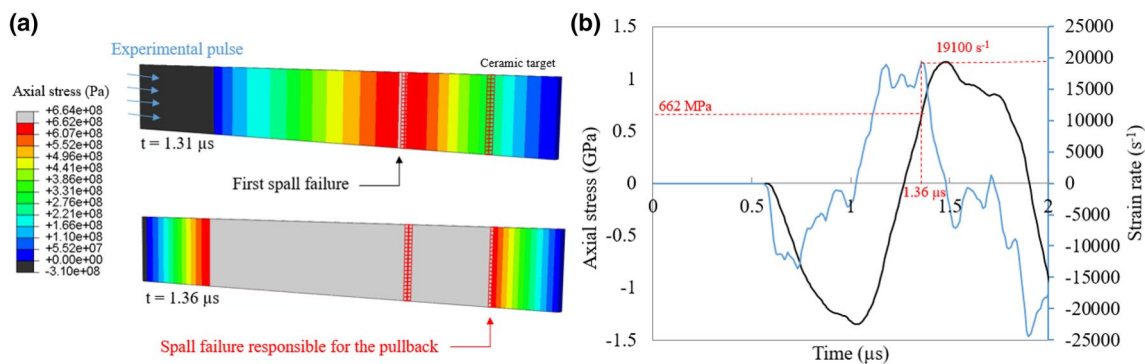 (a)
Experimental pulse
Ceramic target
Axial stress (Pa)
+6.64e+08
+6.62e+08
+6.07e+08
+5.52e+08
+4.96e+08
+4.41e+08
+3.86e+08
+3.31e+08
+2.76e+08
+2.21e+08
+1.66e+08
+1.10e+08
+5.52e+07
+0.00e+00
-3.10e+08
t = 1.31 µs
First spall failure
t = 1.36 µs
Spall failure responsible for the pullback
(b)
1.5
1
0.5
0
-0.5
-1
-1.5
Axial stress (GPa)
662 MPa
19100 s-1
1.36 µs
0
0.5
1
1.5
2
Time (µs)
25000
20000
15000
10000
5000
0
-5000
-10000
-15000
-20000
-25000
Strain rate (s-1)